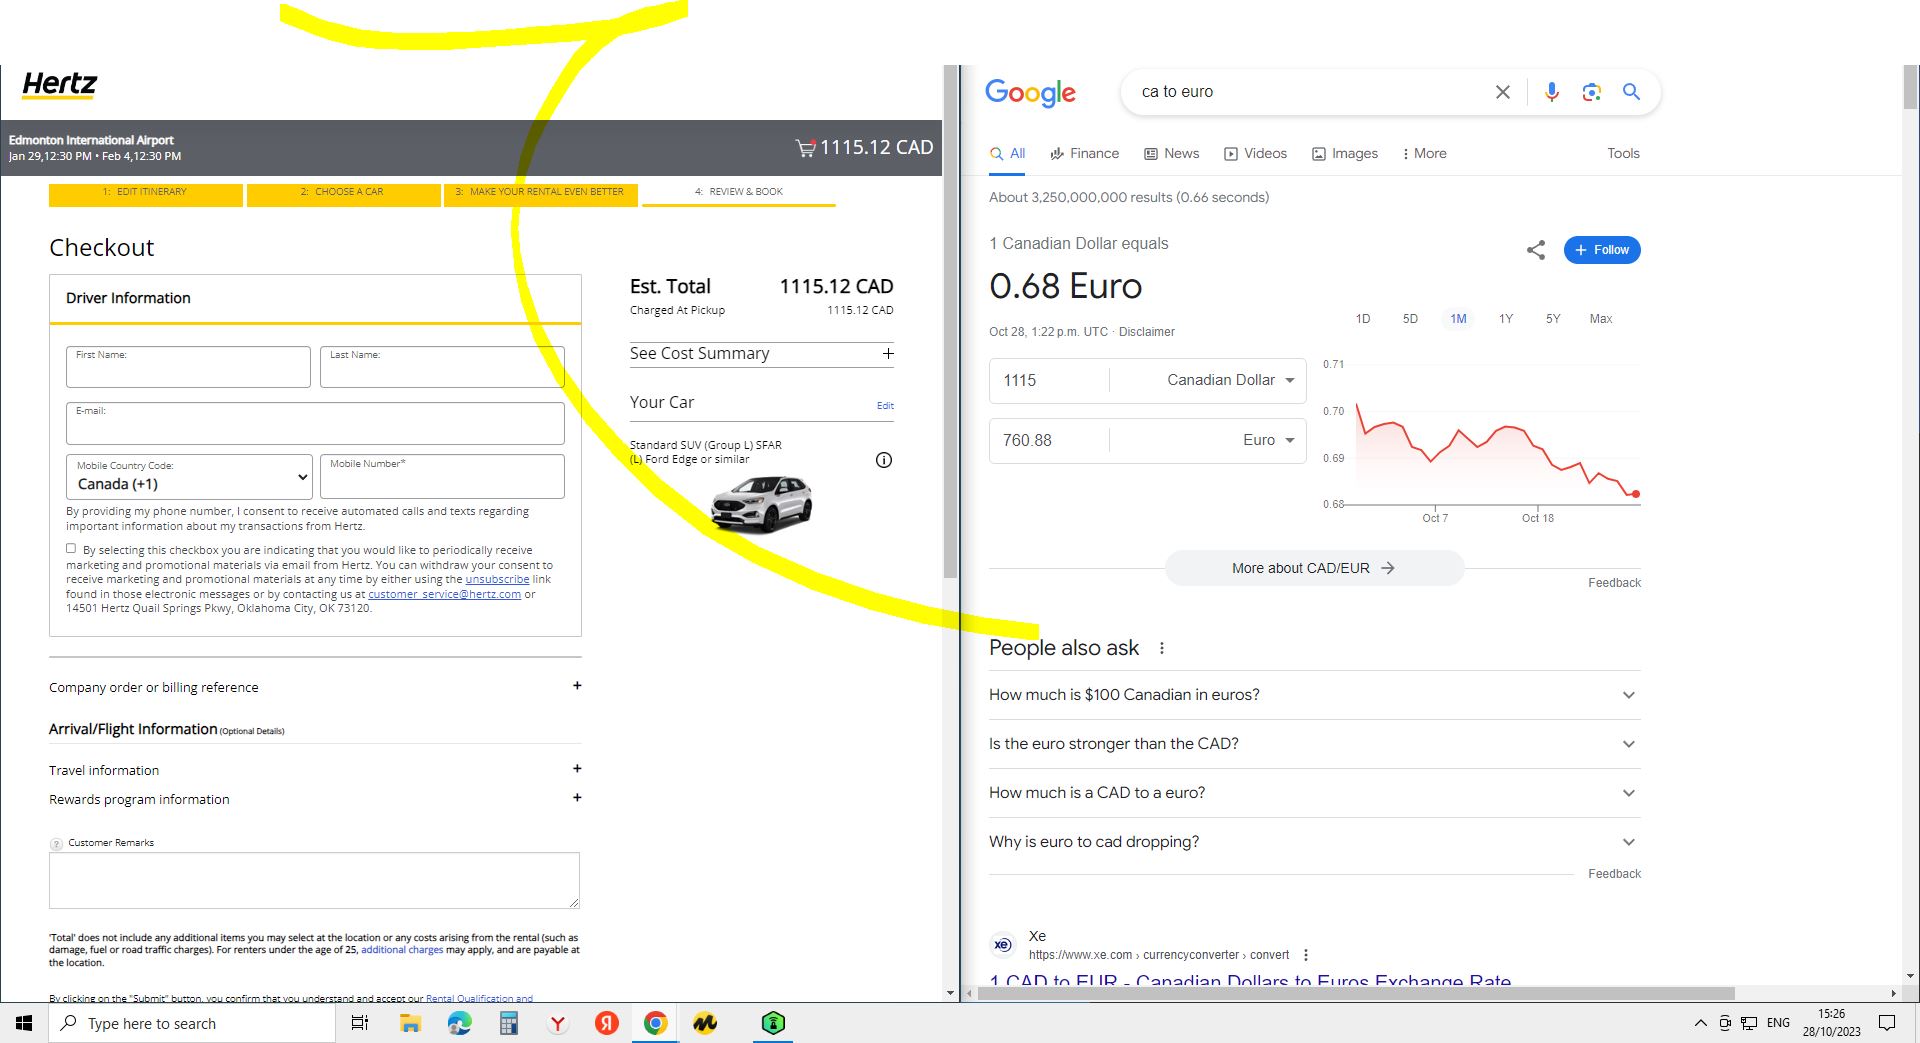 Hertz
Edmonton International Airport
Jan 29,12:30 PM • Feb 4,12:30 PM
1115.12 CAD
1: EDIT ITINERARY
2: CHOOSE A CAR
3: MAKE YOUR RENTAL EVEN BETTER
4: REVIEW & BOOK
Checkout
Driver Information
First Name:
Last Name:
E-mail:
Mobile Country Code:
Canada (+1)
Mobile Number*
By providing my phone number, I consent to receive automated calls and texts regarding
important information about my transactions from Hertz.
By selecting this checkbox you are indicating that you would like to periodically receive
marketing and promotional materials via email from Hertz. You can withdraw your consent to
receive marketing and promotional materials at any time by either using the unsubscribe link
found in those electronic messages or by contacting us at customer_service@hertz.com or
14501 Hertz Quail Springs Pkwy, Oklahoma City, OK 73120.
Company order or billing reference +
Arrival/Flight Information (Optional Details)
Travel information +
Rewards program information +
? Customer Remarks
'Total' does not include any additional items you may select at the location or any costs arising from the rental (such as
damage, fuel or road traffic charges). For renters under the age of 25, additional charges may apply, and are payable at
the location.
By clicking on the "Submit" button, you confirm that you understand and accept our Rental Qualification and
Est. Total 1115.12 CAD
Charged At Pickup 1115.12 CAD
See Cost Summary +
Your Car Edit
Standard SUV (Group L) SFAR
(L) Ford Edge or similar
Google
ca to euro
All
Finance
News
Videos
Images
More
Tools
About 3,250,000,000 results (0.66 seconds)
1 Canadian Dollar equals
0.68 Euro
Oct 28, 1:22 p.m. UTC · Disclaimer
+ Follow
1115 Canadian Dollar
760.88 Euro
1D 5D 1M 1Y 5Y Max
0.71
0.70
0.69
0.68
Oct 7 Oct 18
More about CAD/EUR
Feedback
People also ask
How much is $100 Canadian in euros?
Is the euro stronger than the CAD?
How much is a CAD to a euro?
Why is euro to cad dropping?
Feedback
xe
Xe
https://www.xe.com › currencyconverter › convert
1 CAD to EUR - Canadian Dollars to Euros Exchange Rate
Type here to search
Y
Я
ENG
15:26
28/10/2023